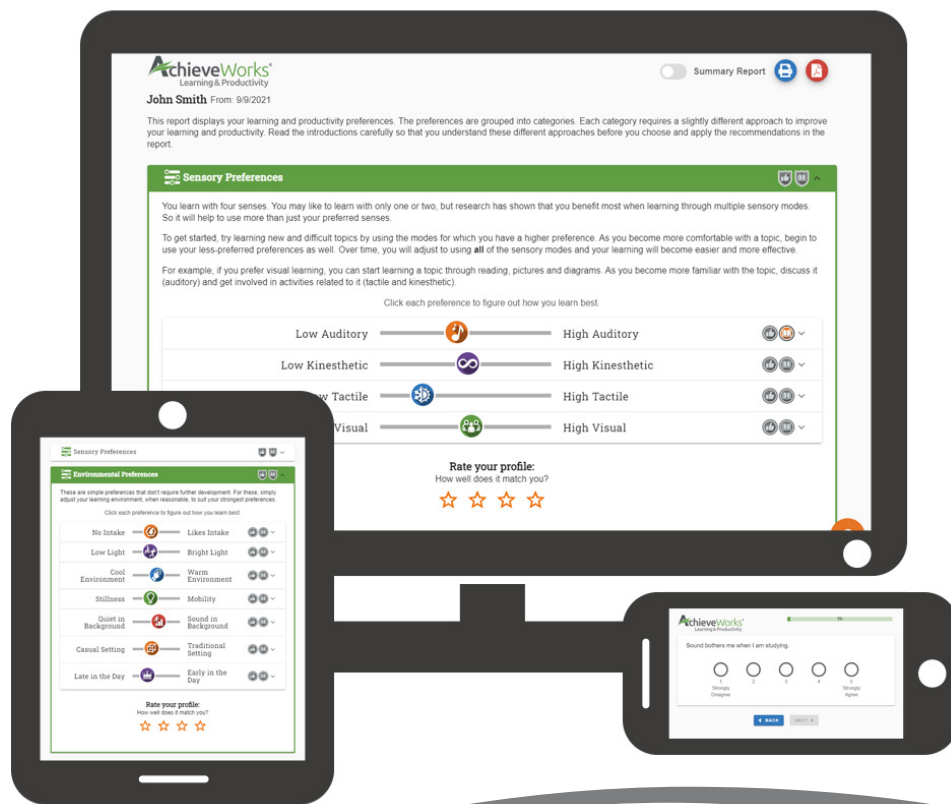 AchieveWorks®
Learning & Productivity
Summary Report
John Smith From: 9/9/2021
This report displays your learning and productivity preferences. The preferences are grouped into categories. Each category requires a slightly different approach to improve
your learning and productivity. Read the introductions carefully so that you understand these different approaches before you choose and apply the recommendations in the
report.
Sensory Preferences
You learn with four senses. You may like to learn with only one or two, but research has shown that you benefit most when learning through multiple sensory modes.
So it will help to use more than just your preferred senses.
To get started, try learning new and difficult topics by using the modes for which you have a higher preference. As you become more comfortable with a topic, begin to
use your less-preferred preferences as well. Over time, you will adjust to using all of the sensory modes and your learning will become easier and more effective.
For example, if you prefer visual learning, you can start learning a topic through reading, pictures and diagrams. As you become more familiar with the topic, discuss it
(auditory) and get involved in activities related to it (tactile and kinesthetic).
Click each preference to figure out how you learn best.
Low Auditory High Auditory
Low Kinesthetic High Kinesthetic
Tactile High Tactile
Visual High Visual
Rate your profile:
How well does it match you?
Sensory Preferences
Environmental Preferences
These are simple preferences that don't require further development. For these, simply
adjust your learning environment, when reasonable, to suit your strongest preferences.
Click each preference to figure out how you learn best.
No Intake Likes Intake
Low Light Bright Light
Cool Environment Warm Environment
Stillness Mobility
Quiet in Background Sound in Background
Casual Setting Traditional Setting
Late in the Day Early in the Day
Rate your profile:
How well does it match you?
AchieveWorks®
Learning & Productivity
Sound bothers me when I am studying.
1 2 3 4 5
Strongly Disagree Strongly Agree
BACK NEXT